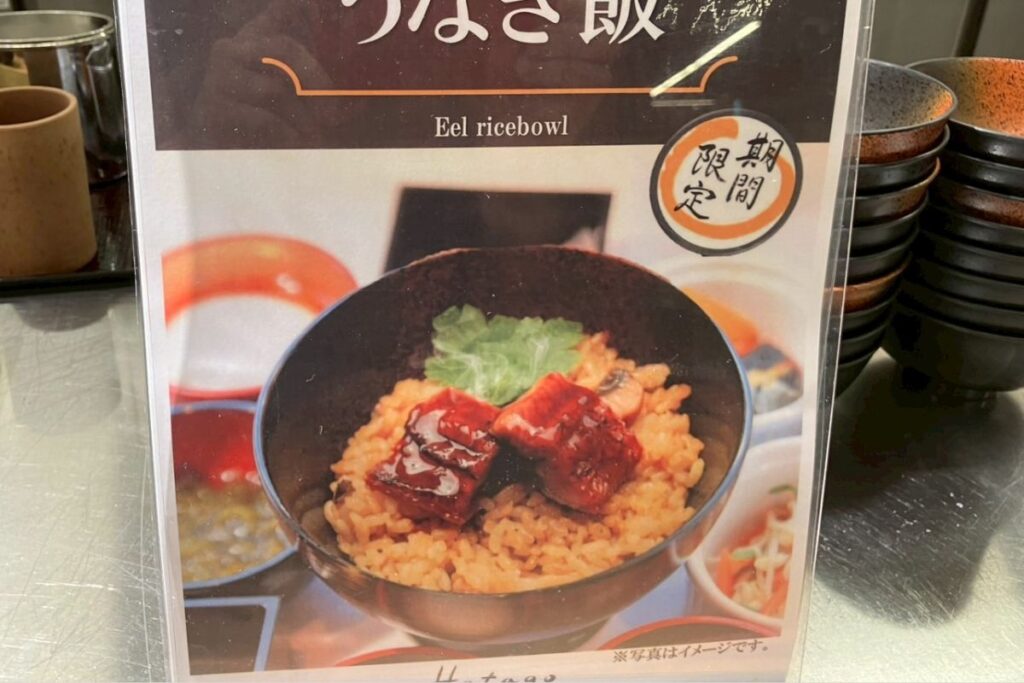 うなぎ飯
Eel ricebowl
期間
限定
※写真はイメージです。